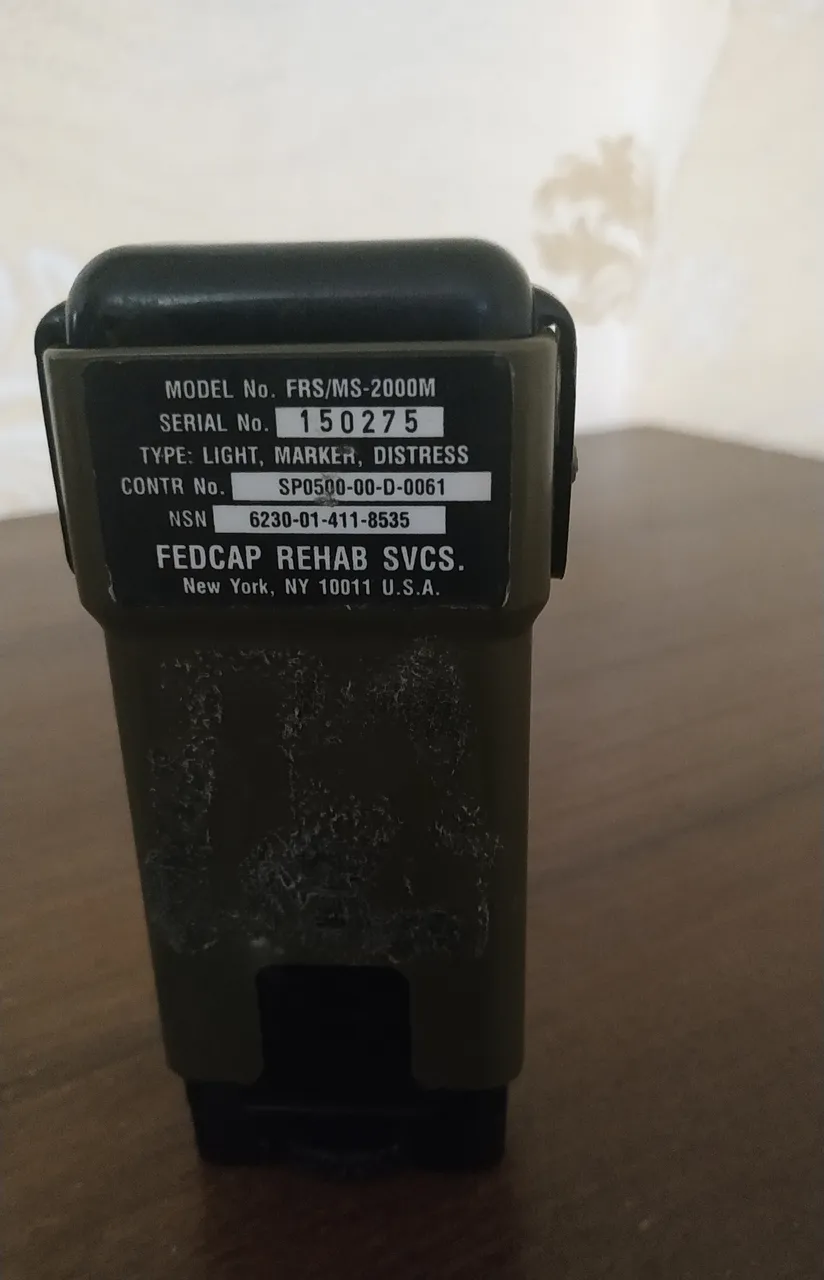 MODEL No. FRS/MS-2000M
SERIAL No. 150275
TYPE: LIGHT, MARKER, DISTRESS
CONTR No. SP0500-00-D-0061
NSN 6230-01-411-8535
FEDCAP REHAB SVCS.
New York, NY 10011 U.S.A.